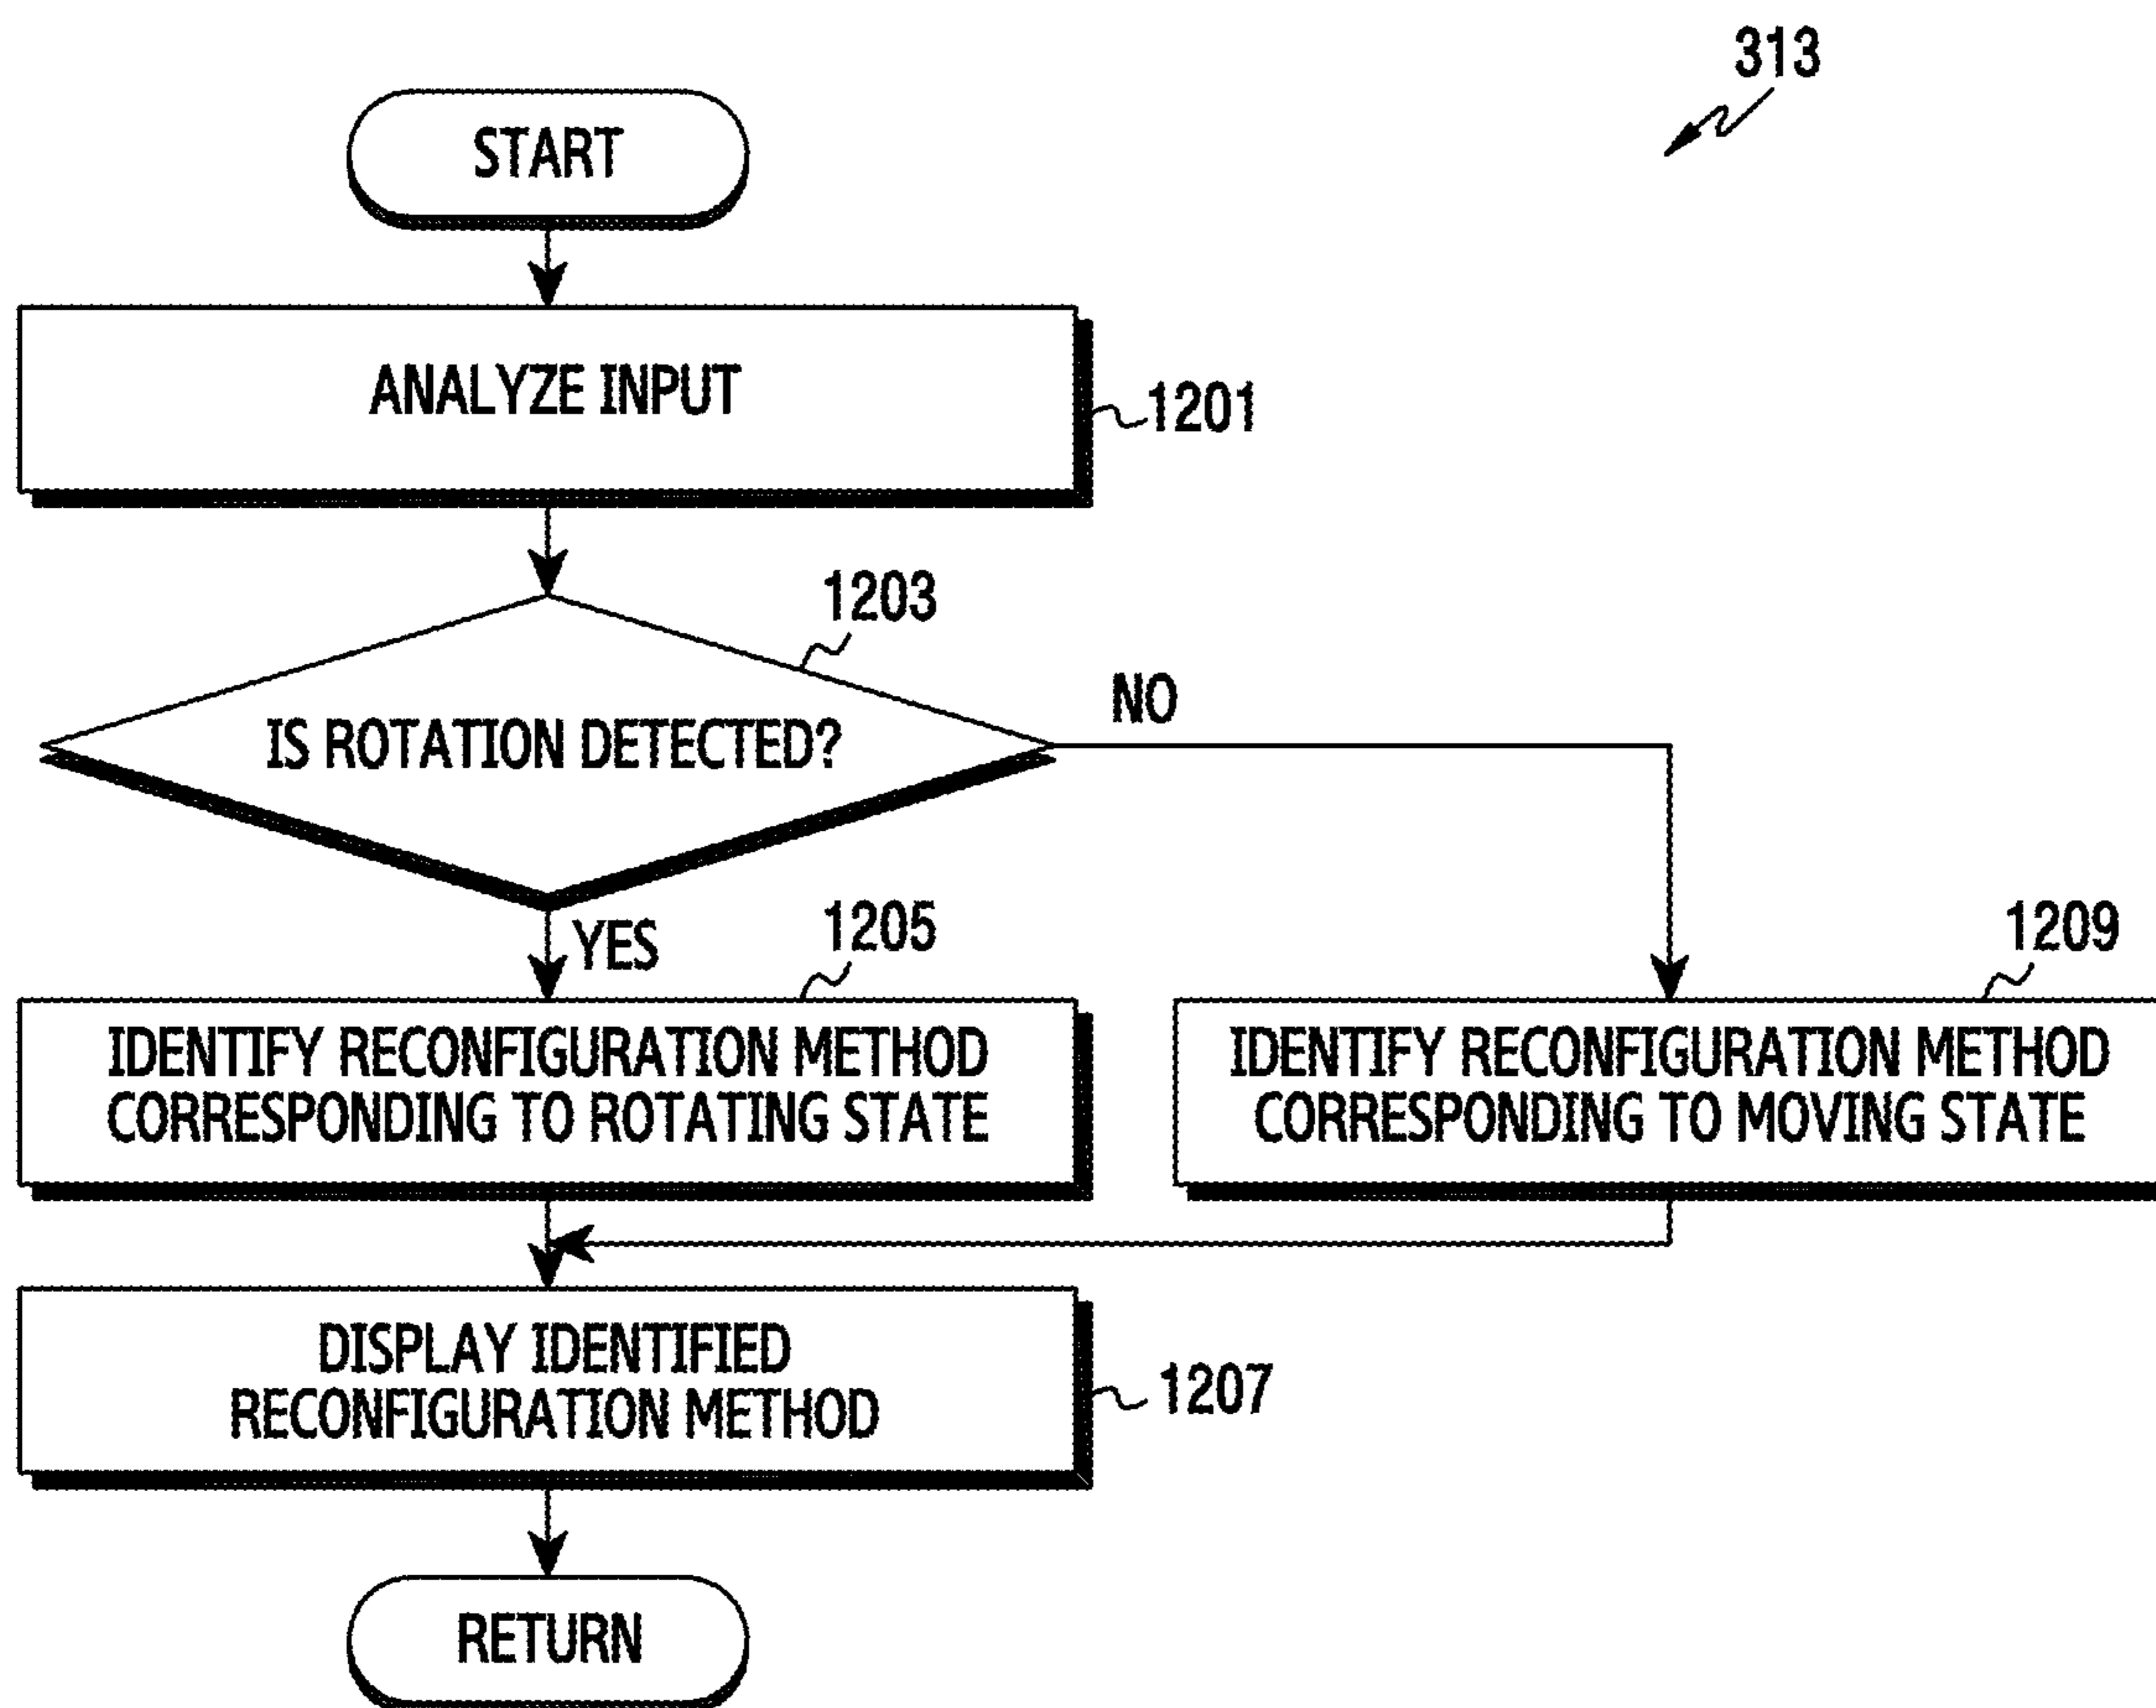 313
START
ANALYZE INPUT
1201
1203
IS ROTATION DETECTED?
NO
YES
1205
1209
IDENTIFY RECONFIGURATION METHOD
CORRESPONDING TO ROTATING STATE
IDENTIFY RECONFIGURATION METHOD
CORRESPONDING TO MOVING STATE
DISPLAY IDENTIFIED
RECONFIGURATION METHOD
1207
RETURN